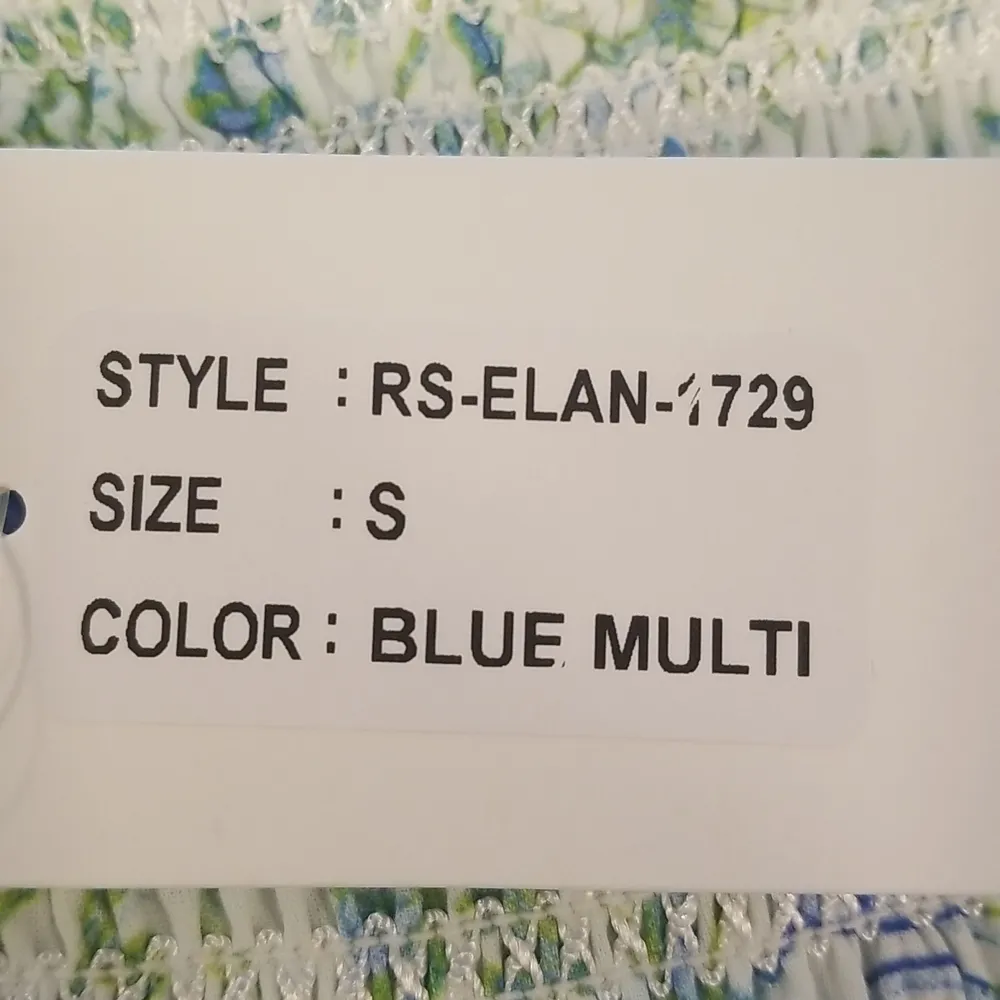 STYLE : RS-ELAN-1729
SIZE : S
COLOR : BLUE MULTI